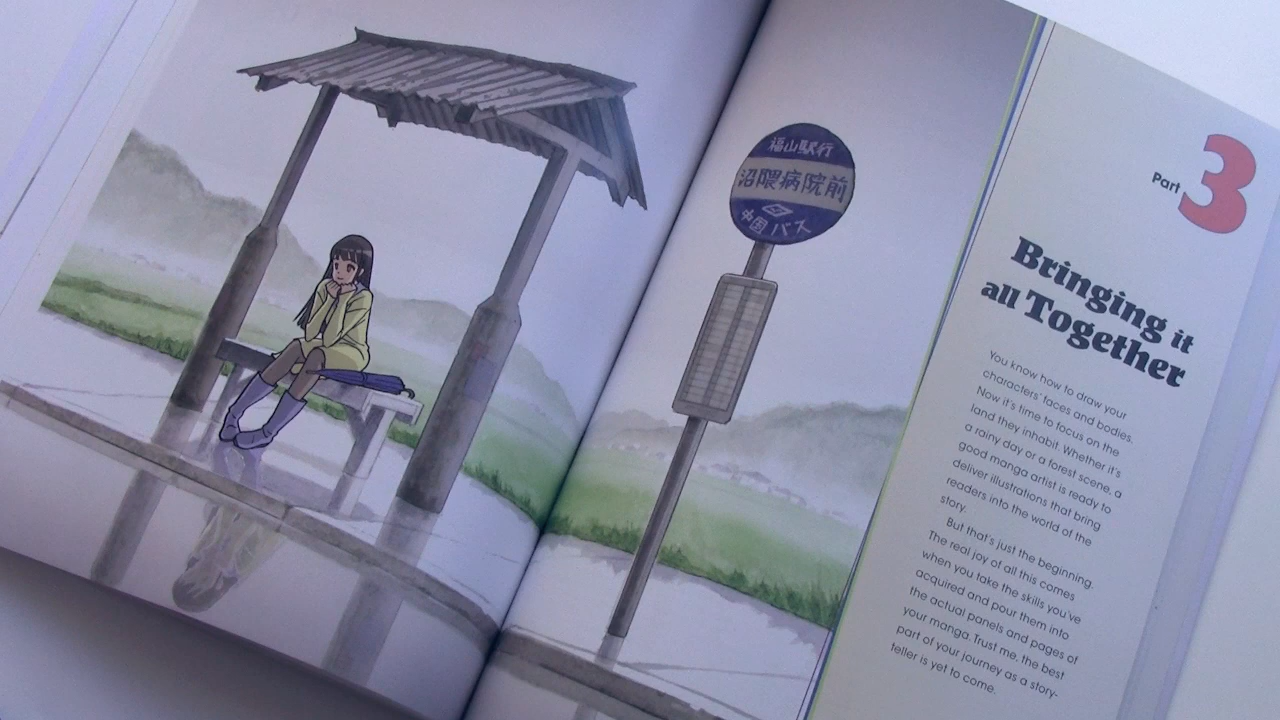 福山駅行
沼隈病院前
中国バス
Part 3
Bringing it
all Together
You know how to draw your
characters' faces and bodies.
Now it's time to focus on the
land they inhabit. Whether it's
a rainy day or a forest scene, a
good manga artist is ready to
deliver illustrations that bring
readers into the world of the
story.
But that's just the beginning.
The real joy of all this comes
when you take the skills you've
acquired and pour them into
the actual panels and pages of
your manga. Trust me, the best
part of your journey as a story-
teller is yet to come.